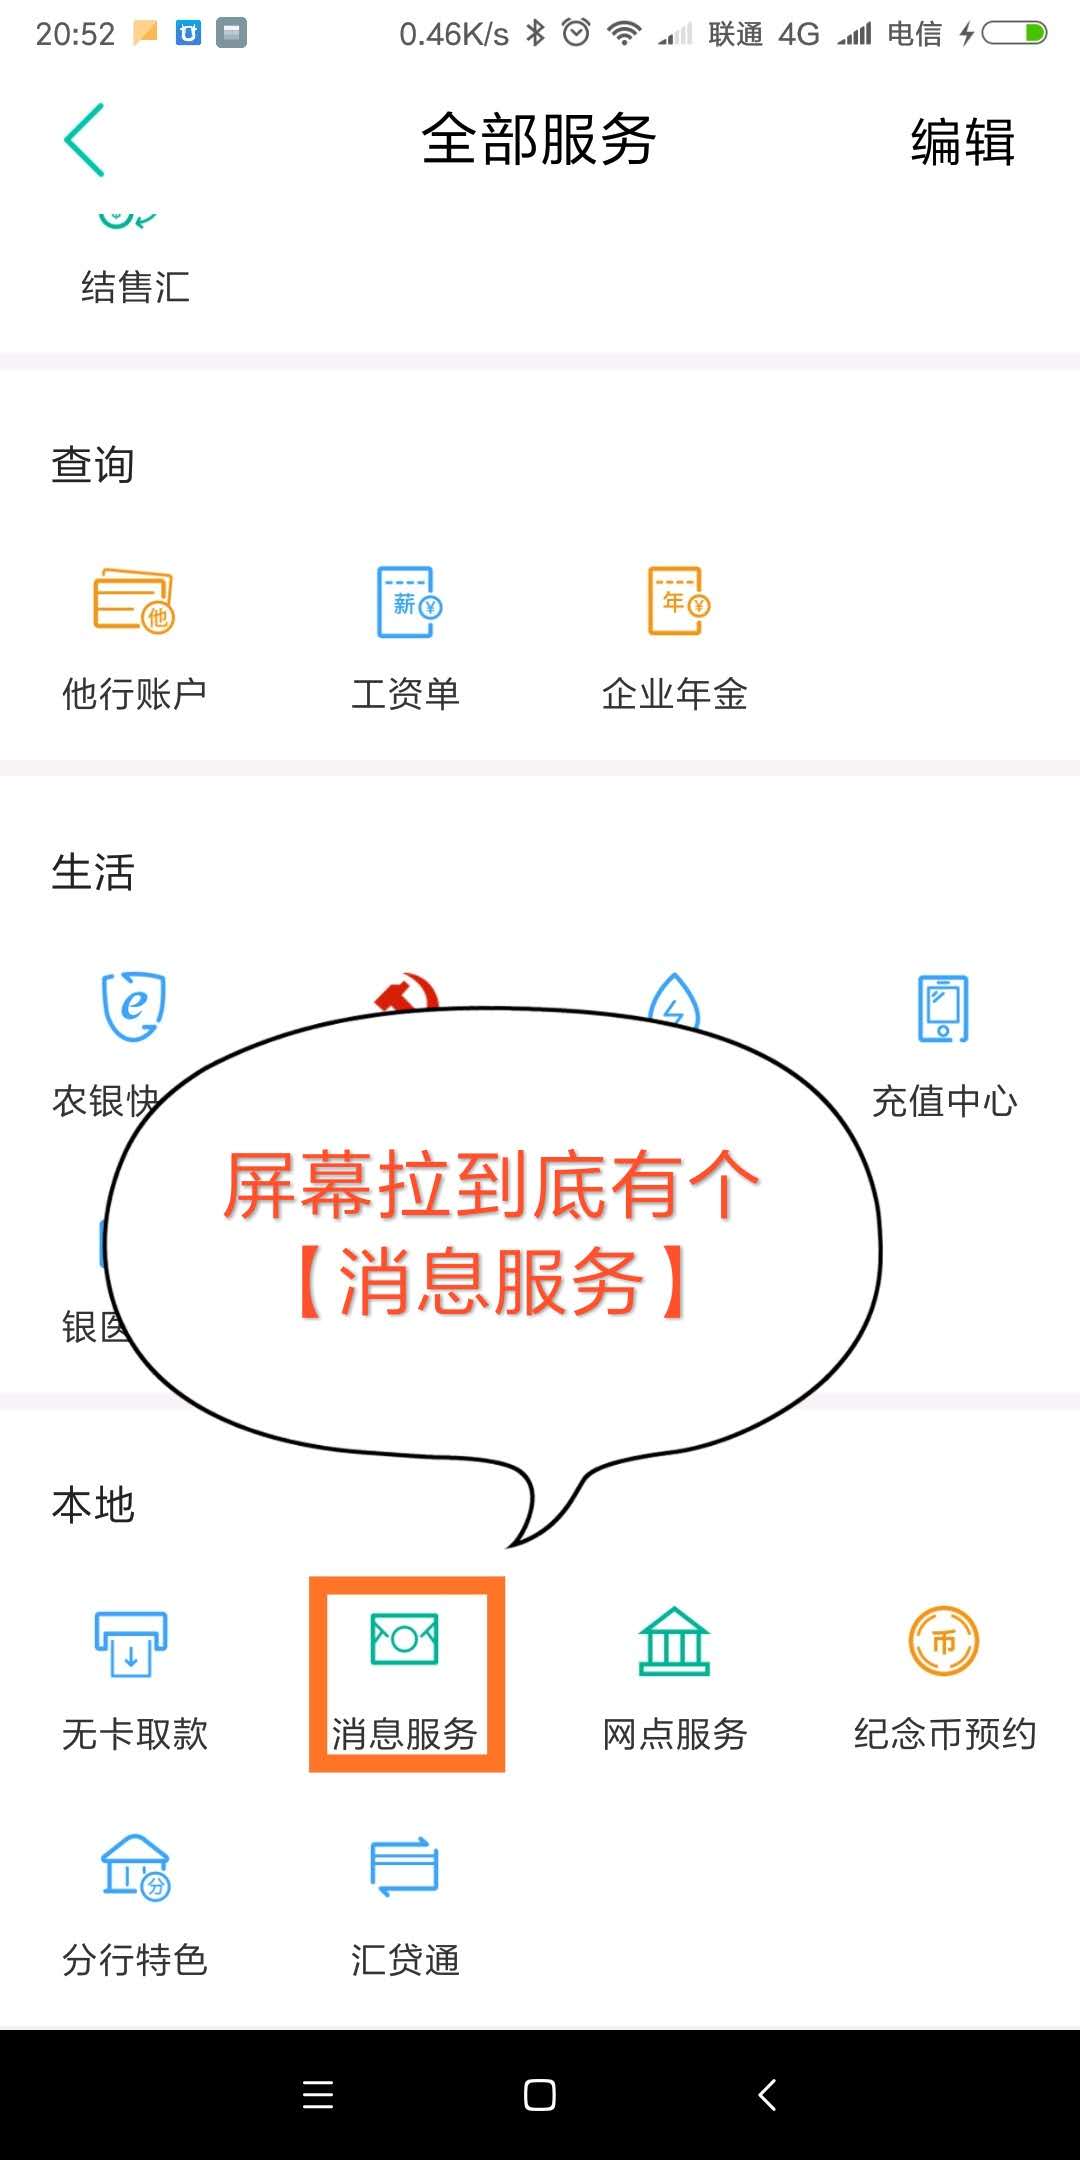 20:52 0.46K/s 联通 4G 电信
全部服务 编辑
结售汇
查询
他 薪 ¥ 年 ¥
他行账户 工资单 企业年金
生活
e
农银快 充值中心
屏幕拉到底有个
【消息服务】
银医
本地
币
无卡取款 消息服务 网点服务 纪念币预约
分
分行特色 汇贷通